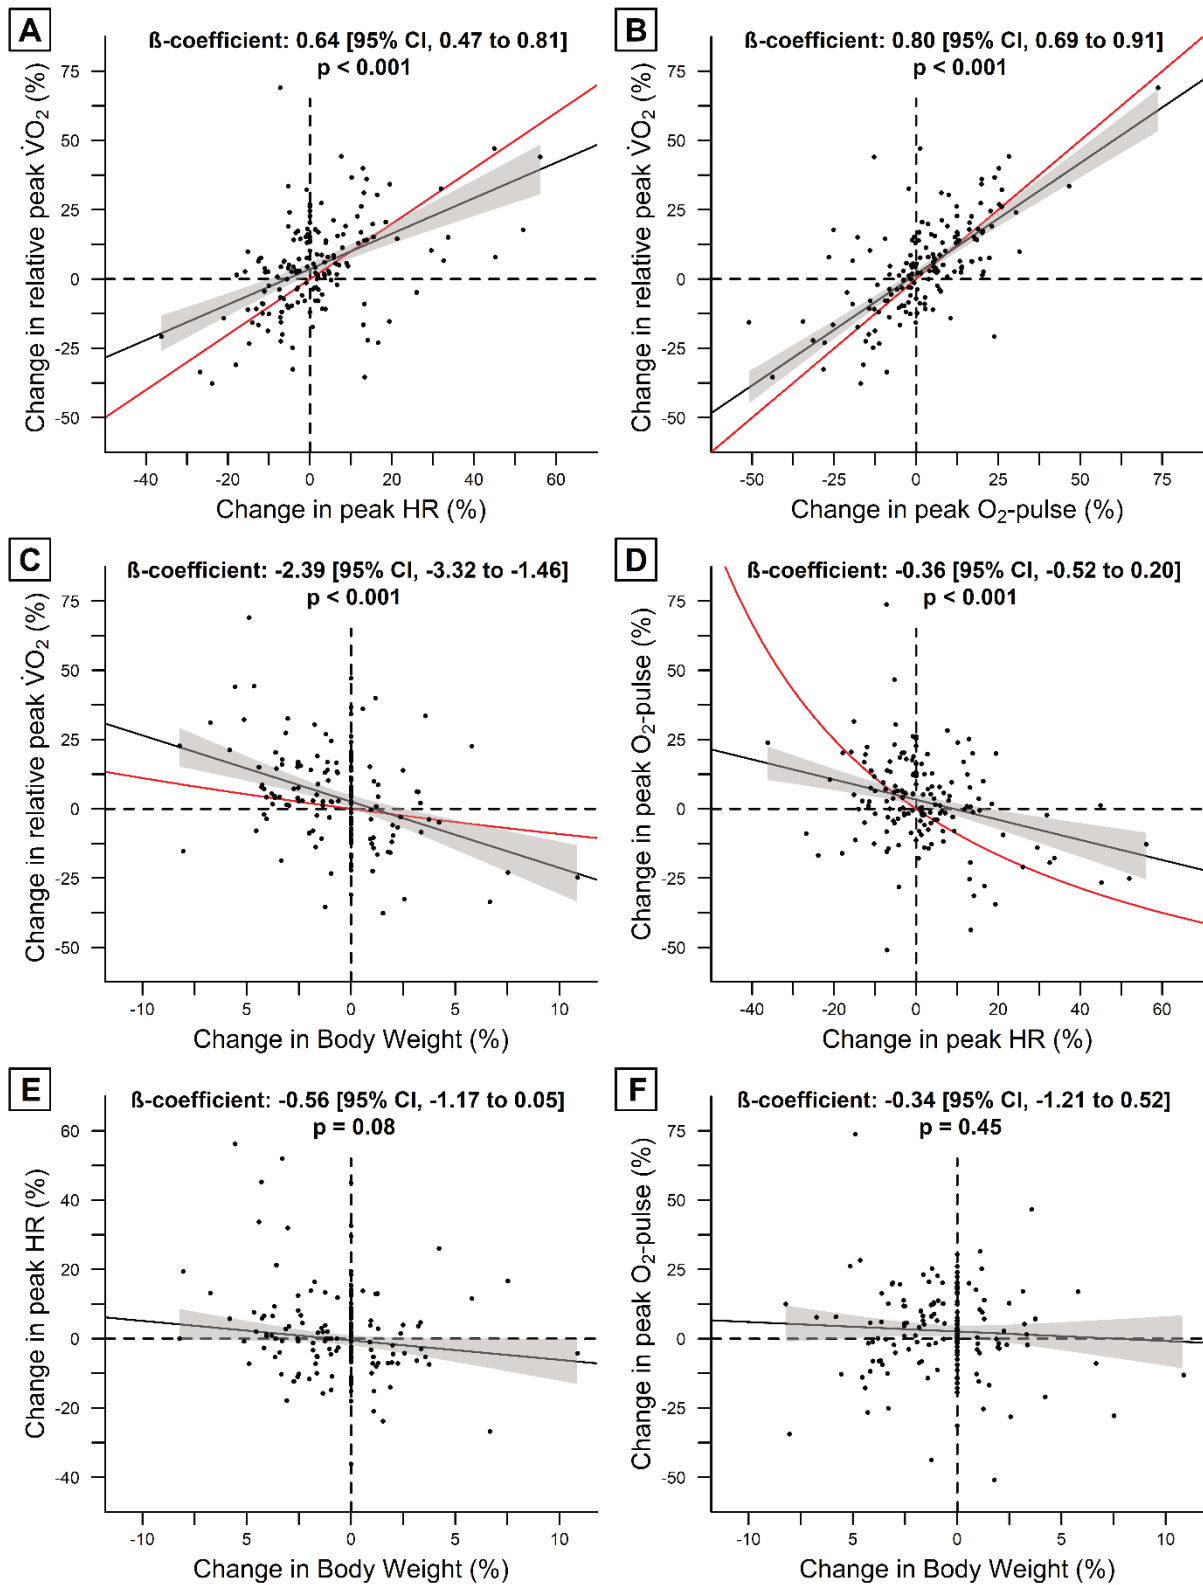 A
ß-coefficient: 0.64 [95% CI, 0.47 to 0.81]
p < 0.001
Change in relative peak V̇O₂ (%)
75
50
25
0
-25
-50
-40
-20
0
20
40
60
Change in peak HR (%)
B
ß-coefficient: 0.80 [95% CI, 0.69 to 0.91]
p < 0.001
Change in relative peak V̇O₂ (%)
75
50
25
0
-25
-50
-50
-25
0
25
50
75
Change in peak O₂-pulse (%)
C
ß-coefficient: -2.39 [95% CI, -3.32 to -1.46]
p < 0.001
Change in relative peak V̇O₂ (%)
75
50
25
0
-25
-50
-10
5
0
5
10
Change in Body Weight (%)
D
ß-coefficient: -0.36 [95% CI, -0.52 to 0.20]
p < 0.001
Change in peak O₂-pulse (%)
75
50
25
0
-25
-50
-40
-20
0
20
40
60
Change in peak HR (%)
E
ß-coefficient: -0.56 [95% CI, -1.17 to 0.05]
p = 0.08
Change in peak HR (%)
60
40
20
0
-20
-40
-10
5
0
5
10
Change in Body Weight (%)
F
ß-coefficient: -0.34 [95% CI, -1.21 to 0.52]
p = 0.45
Change in peak O₂-pulse (%)
75
50
25
0
-25
-50
-10
5
0
5
10
Change in Body Weight (%)